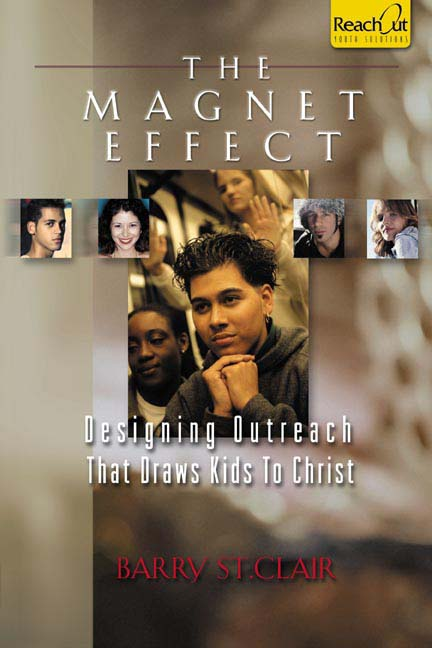 ReachOut
YOUTH SOLUTIONS
THE
MAGNET
EFFECT
Designing Outreach
That Draws Kids To Christ
BARRY ST.CLAIR